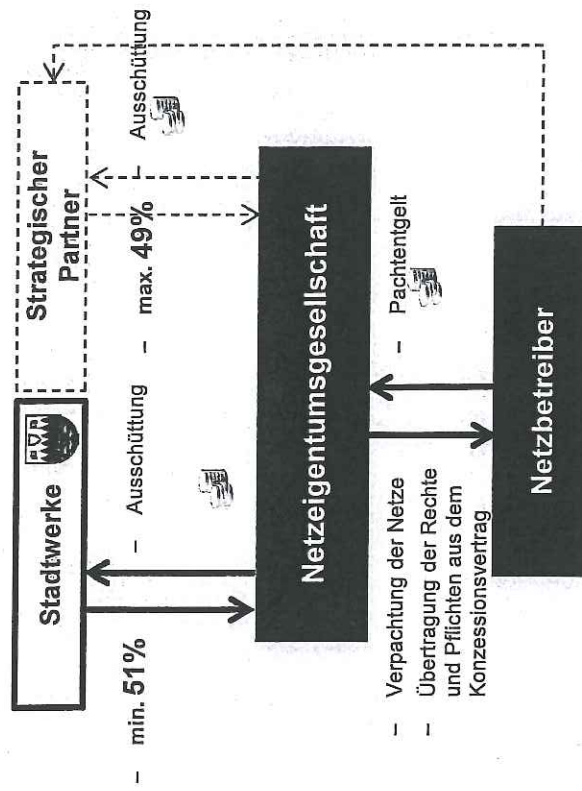 Stadtwerke
Strategischer
Partner
– min. 51%
– Ausschüttung
– max. 49%
– Ausschüttung
Netzeigentumsgesellschaft
– Verpachtung der Netze
– Übertragung der Rechte
und Pflichten aus dem
Konzessionsvertrag
– Pachtentgelt
Netzbetreiber